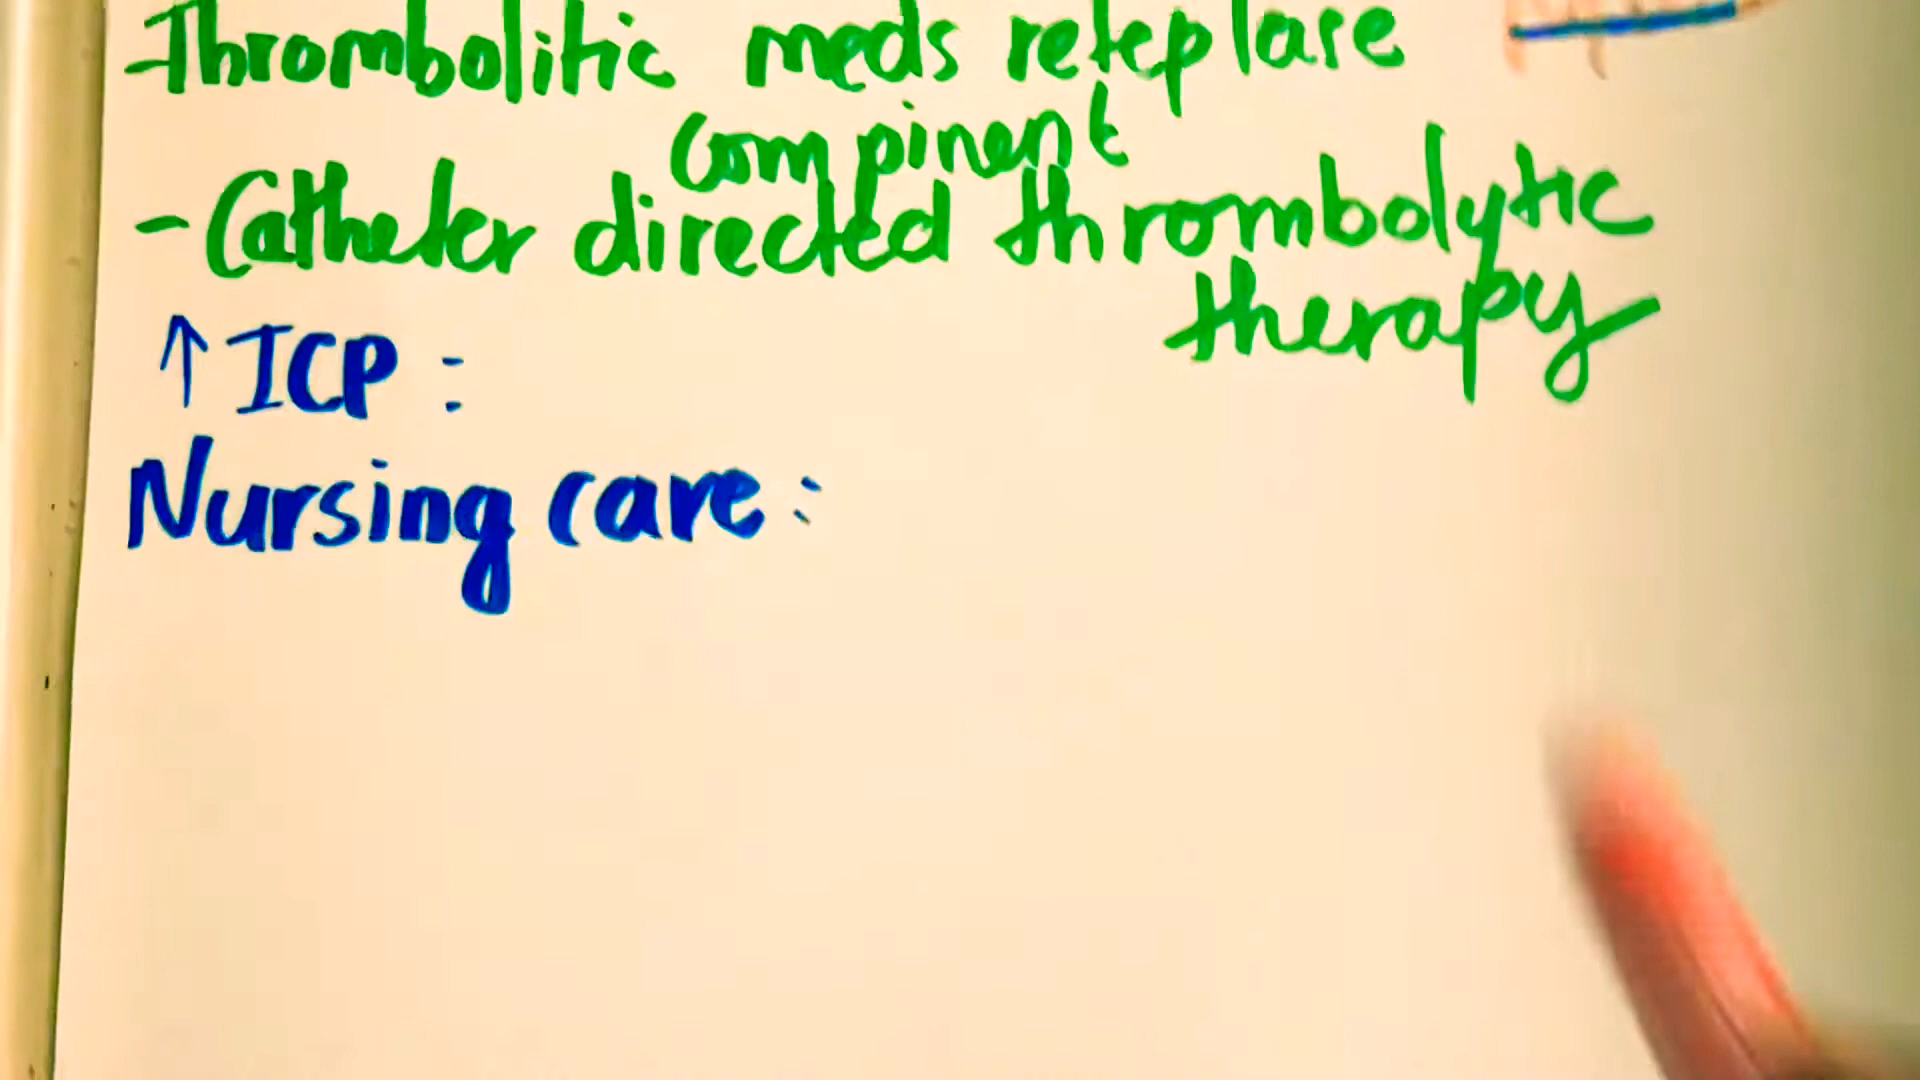 Thrombolitic meds reteplase
compinent
- Catheter directed thrombolytic
therapy
↑ ICP :
Nursing care :